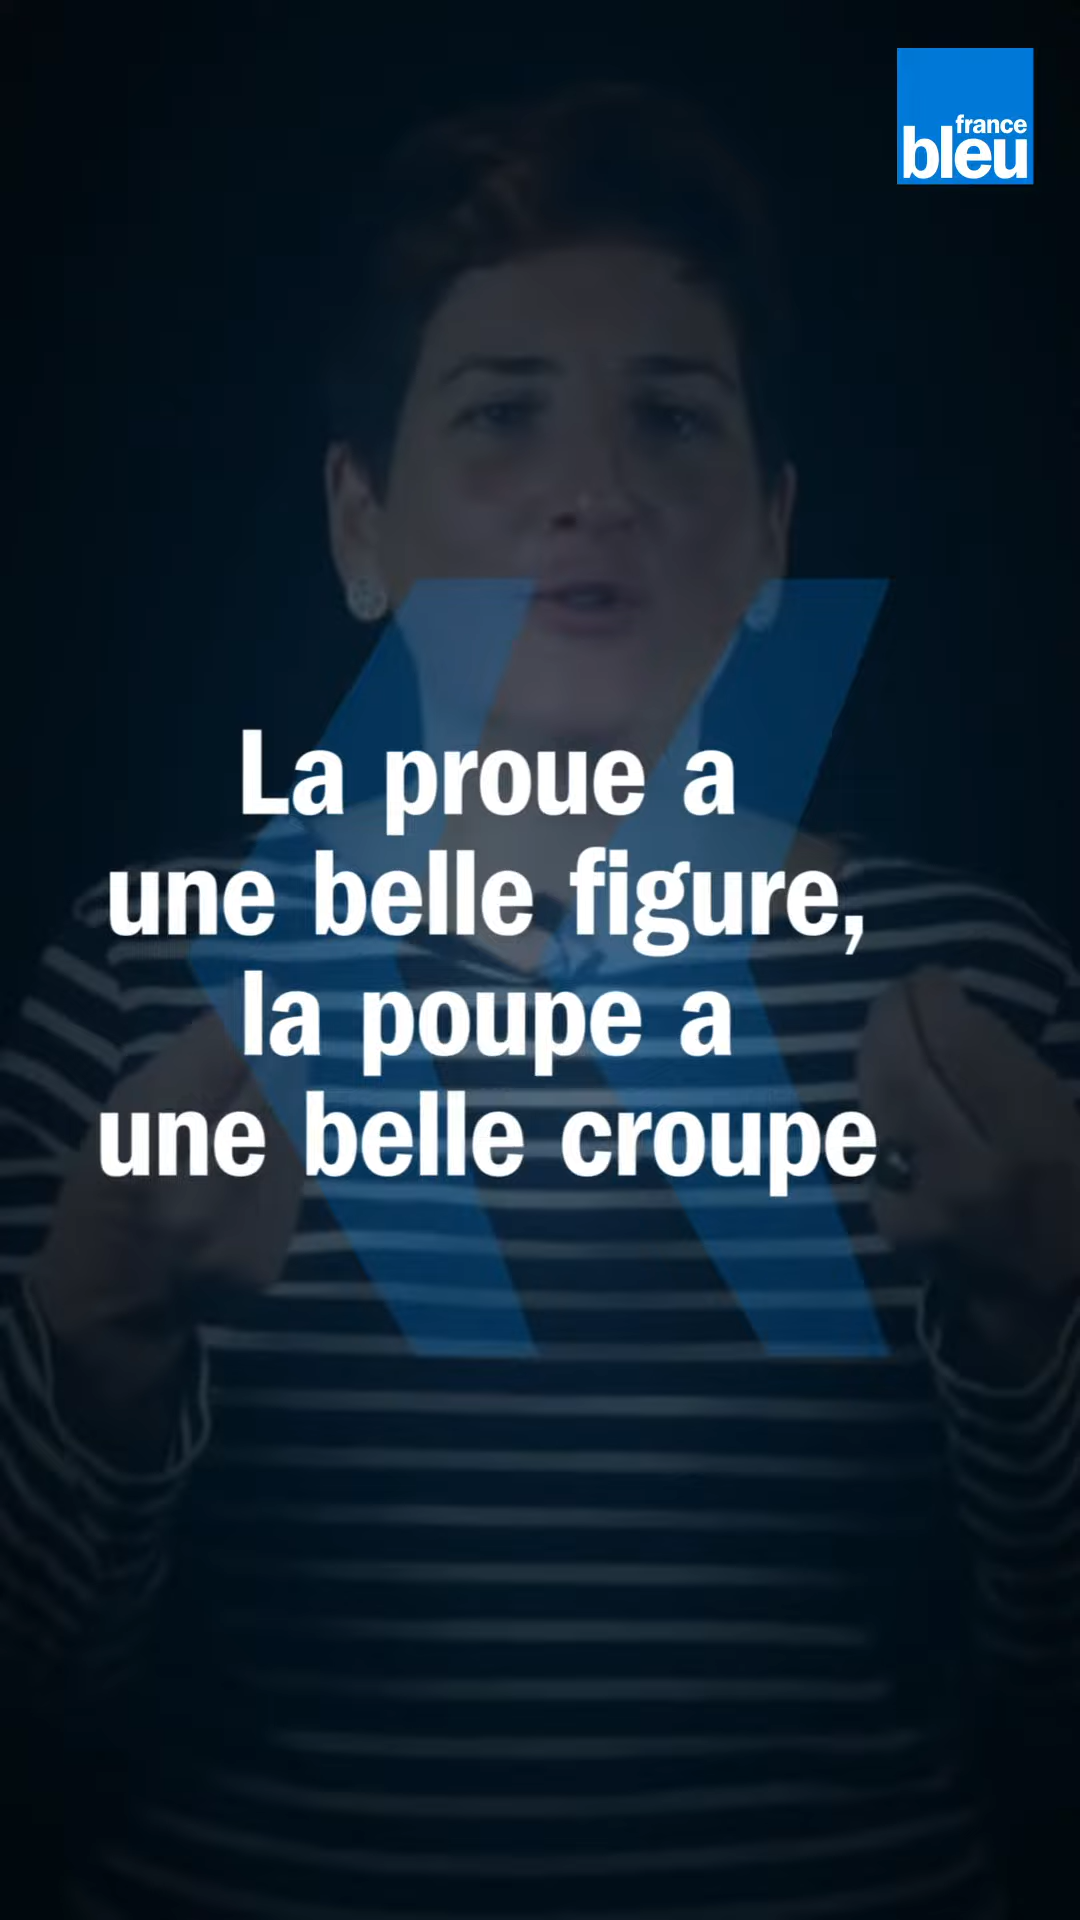 france
bleu
La proue a
une belle figure,
la poupe a
une belle croupe